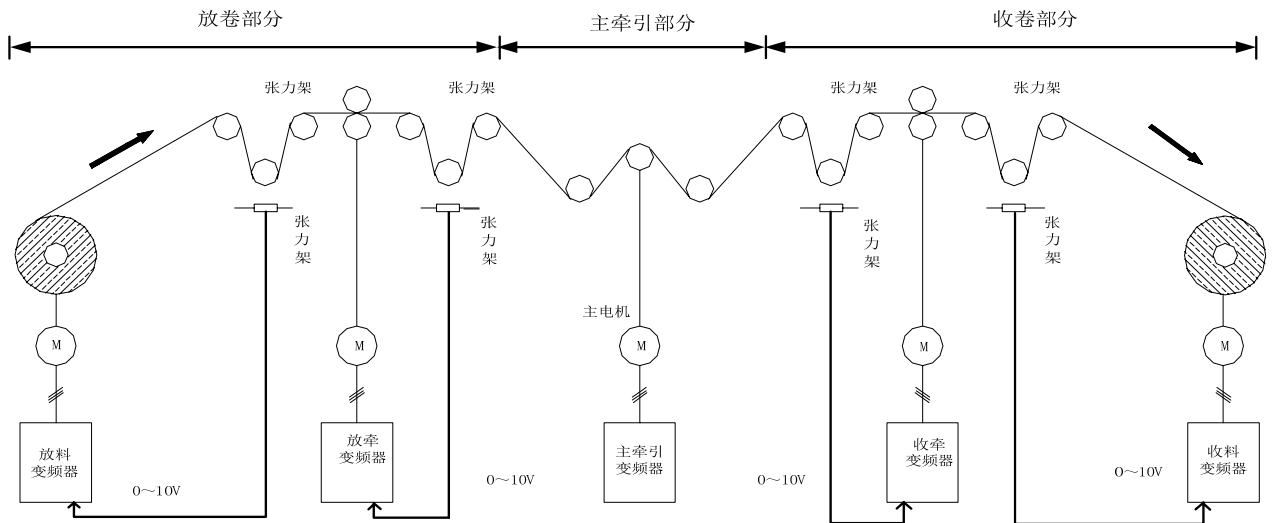 放卷部分
主牵引部分
收卷部分
张力架
张力架
张力架
张力架
张力架
张力架
张力架
张力架
主电机
M
M
M
M
M
放料
变频器
放牵
变频器
主牵引
变频器
收牵
变频器
收料
变频器
0～10V
0～10V
0～10V
0～10V